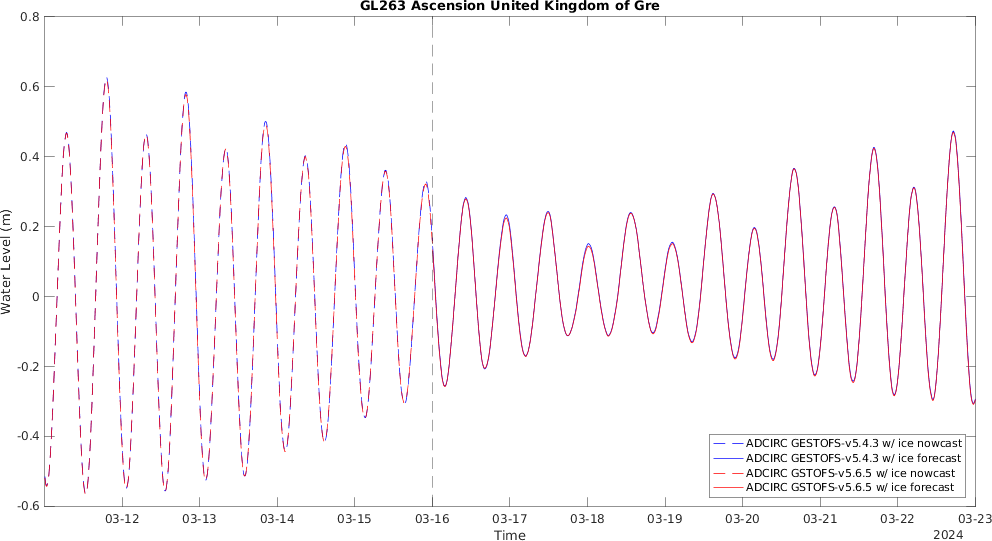 GL263 Ascension United Kingdom of Gre
0.8
0.6
0.4
0.2
0
-0.2
-0.4
-0.6
Water Level (m)
ADCIRC GESTOFS-v5.4.3 w/ ice nowcast
ADCIRC GESTOFS-v5.4.3 w/ ice forecast
ADCIRC GSTOFS-v5.6.5 w/ ice nowcast
ADCIRC GSTOFS-v5.6.5 w/ ice forecast
03-12 03-13 03-14 03-15 03-16 03-17 03-18 03-19 03-20 03-21 03-22 03-23
Time 2024